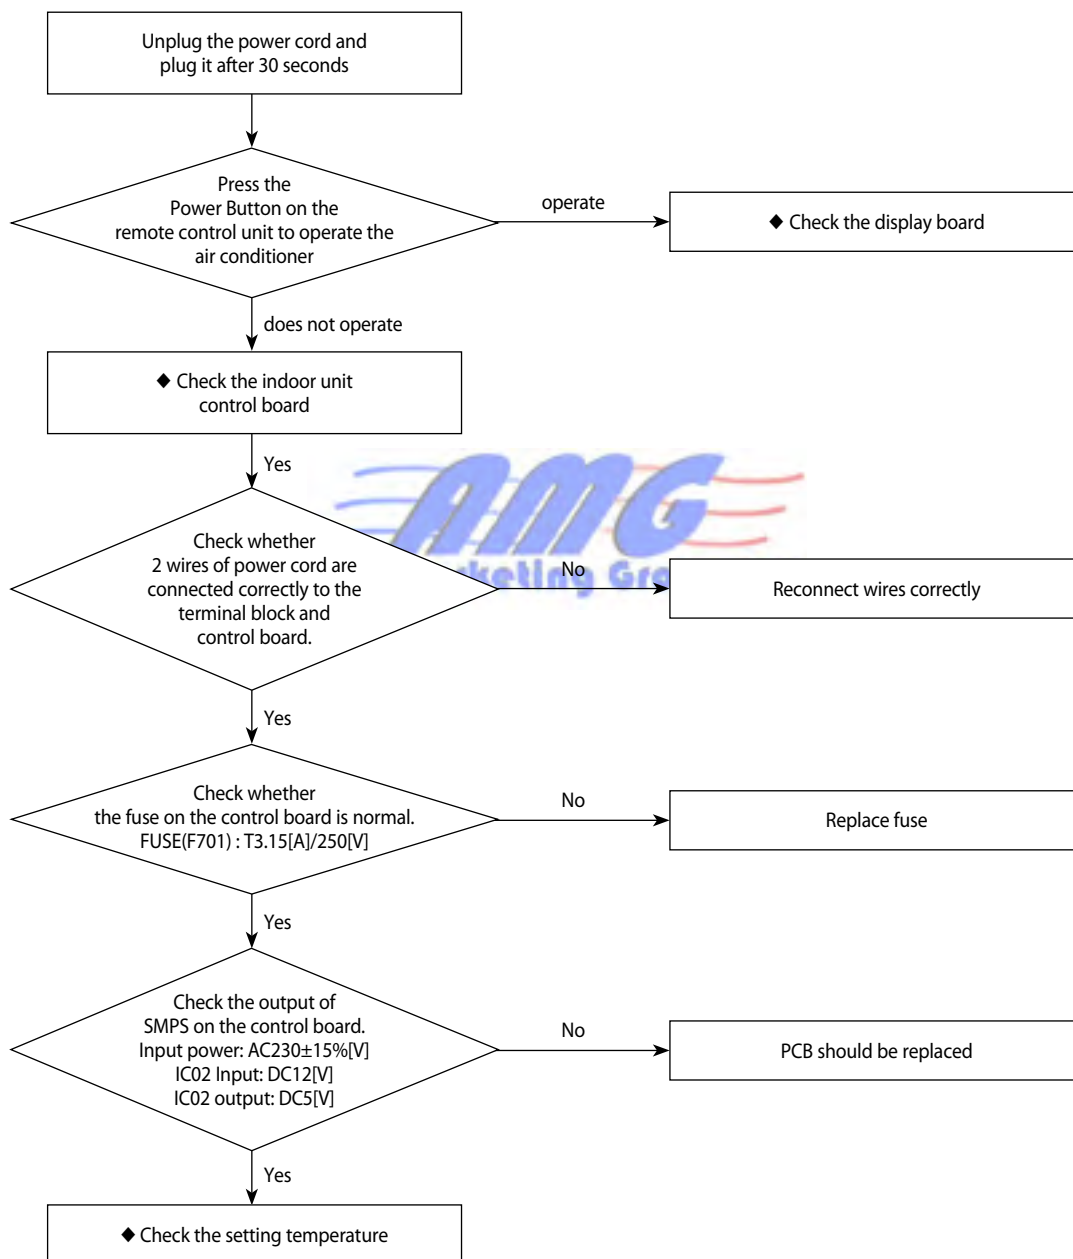 Unplug the power cord and
plug it after 30 seconds
Press the
Power Button on the
remote control unit to operate the
air conditioner
operate
◆ Check the display board
does not operate
◆ Check the indoor unit
control board
Yes
AMG
Check whether
2 wires of power cord are
connected correctly to the
terminal block and
control board.
No
Reconnect wires correctly
Yes
Check whether
the fuse on the control board is normal.
FUSE(F701) : T3.15[A]/250[V]
No
Replace fuse
Yes
Check the output of
SMPS on the control board.
Input power: AC230±15%[V]
IC02 Input: DC12[V]
IC02 output: DC5[V]
No
PCB should be replaced
Yes
◆ Check the setting temperature